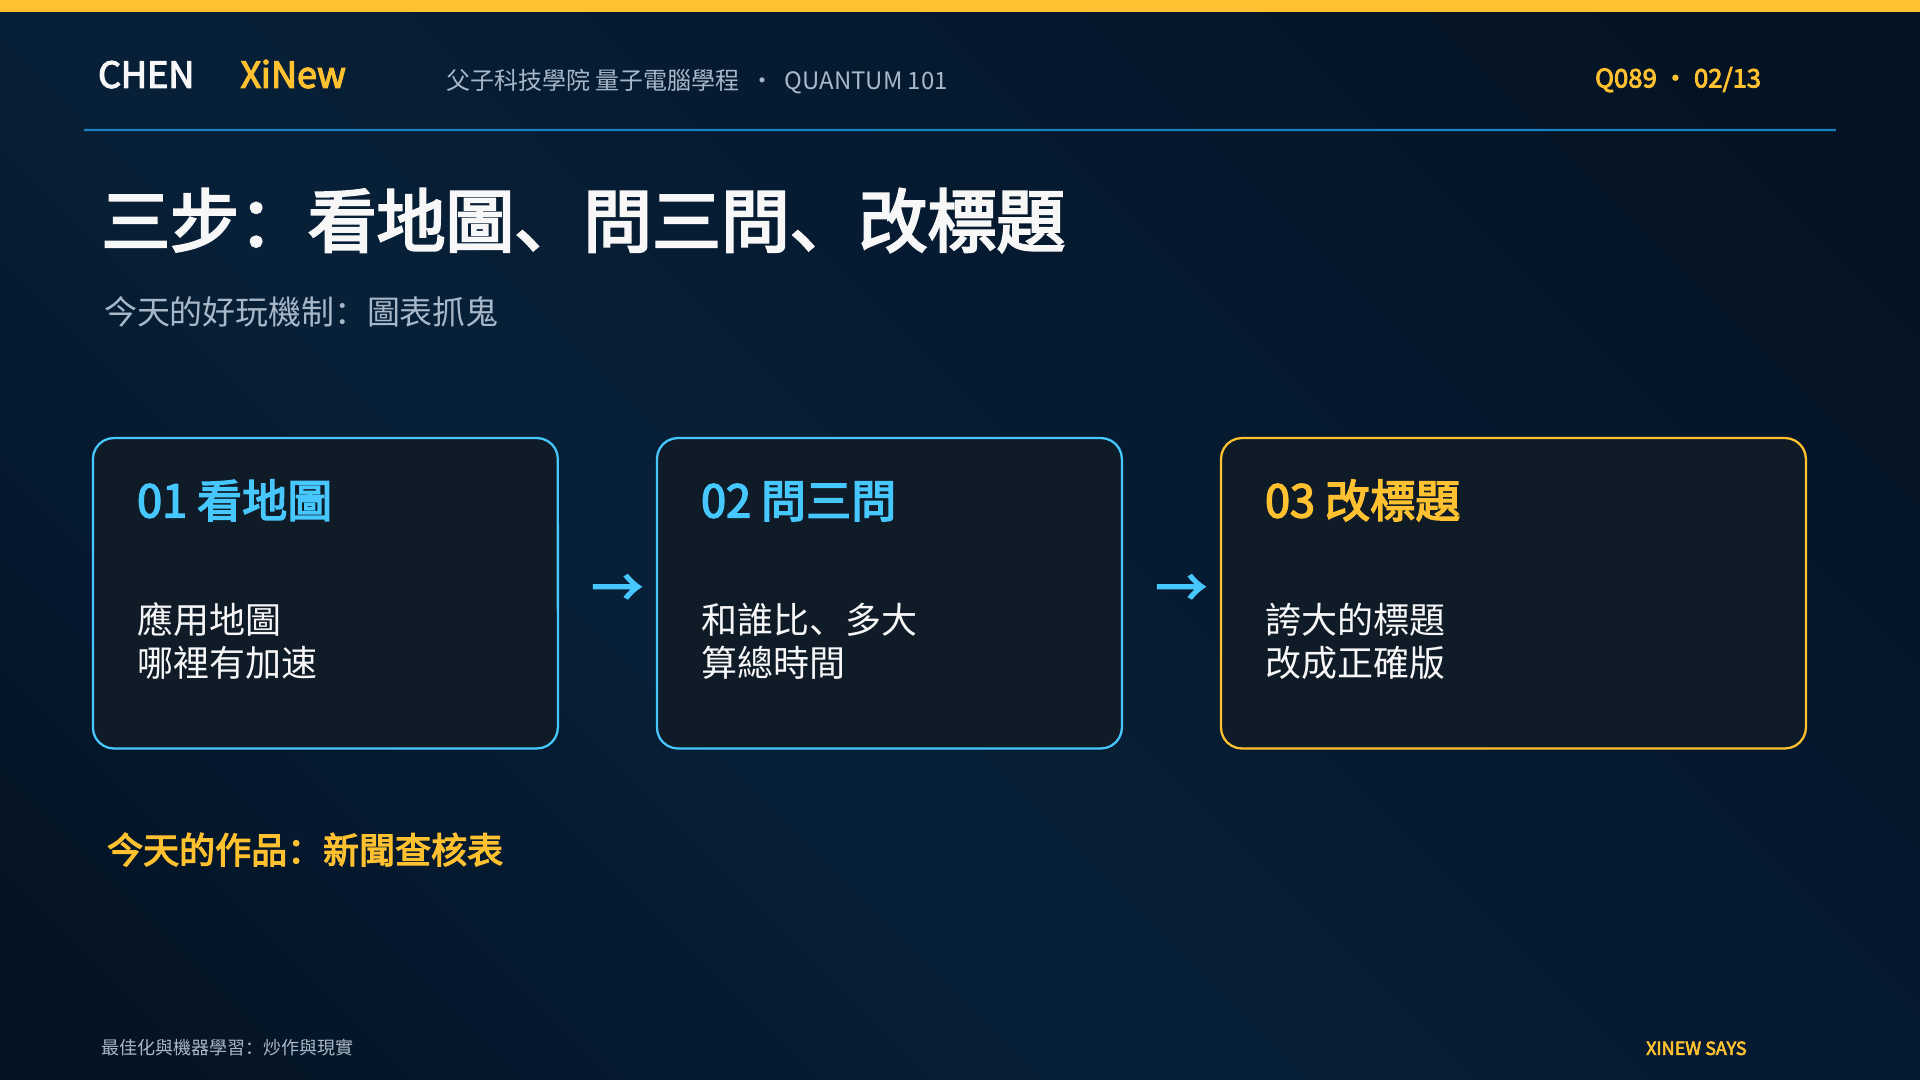 CHEN XiNew 父子科技學院 量子電腦學程 · QUANTUM 101 Q089 · 02/13
三步：看地圖、問三問、改標題
今天的好玩機制：圖表抓鬼
01 看地圖
應用地圖
哪裡有加速
→
02 問三問
和誰比、多大
算總時間
→
03 改標題
誇大的標題
改成正確版
今天的作品：新聞查核表
最佳化與機器學習：炒作與現實
XINEW SAYS